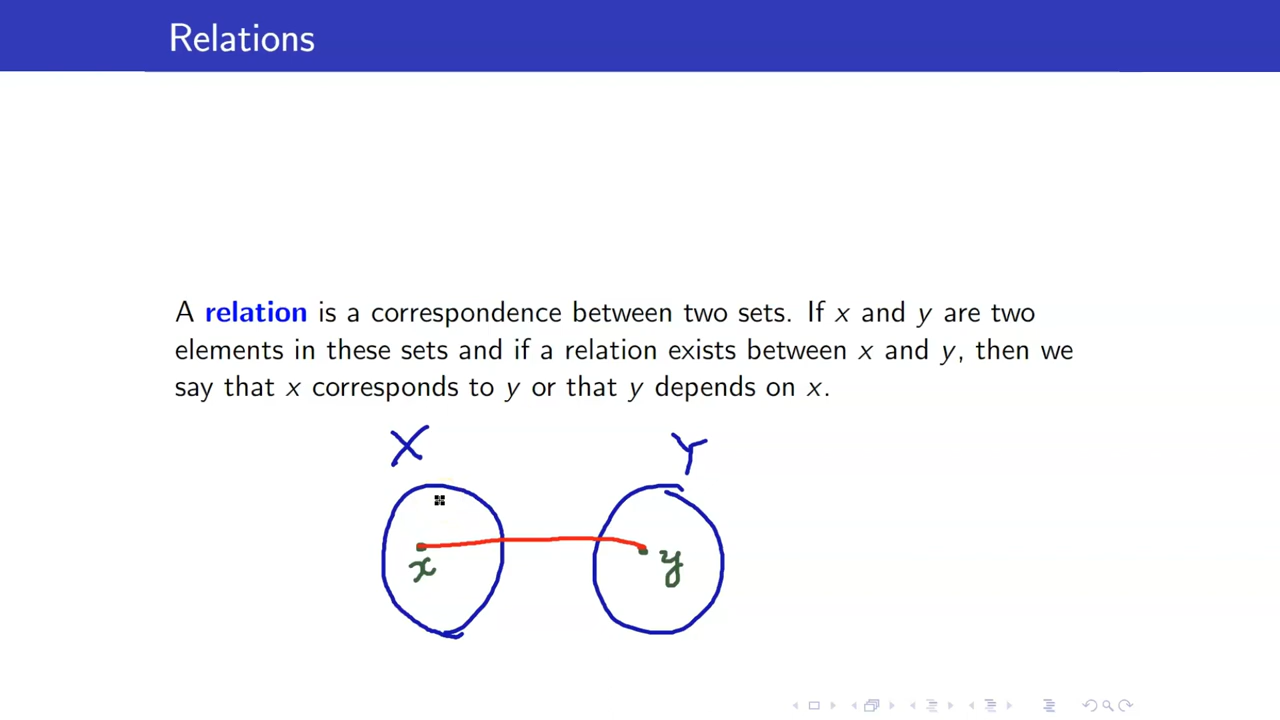 Relations
A relation is a correspondence between two sets. If x and y are two
elements in these sets and if a relation exists between x and y, then we
say that x corresponds to y or that y depends on x.
X Y
x y